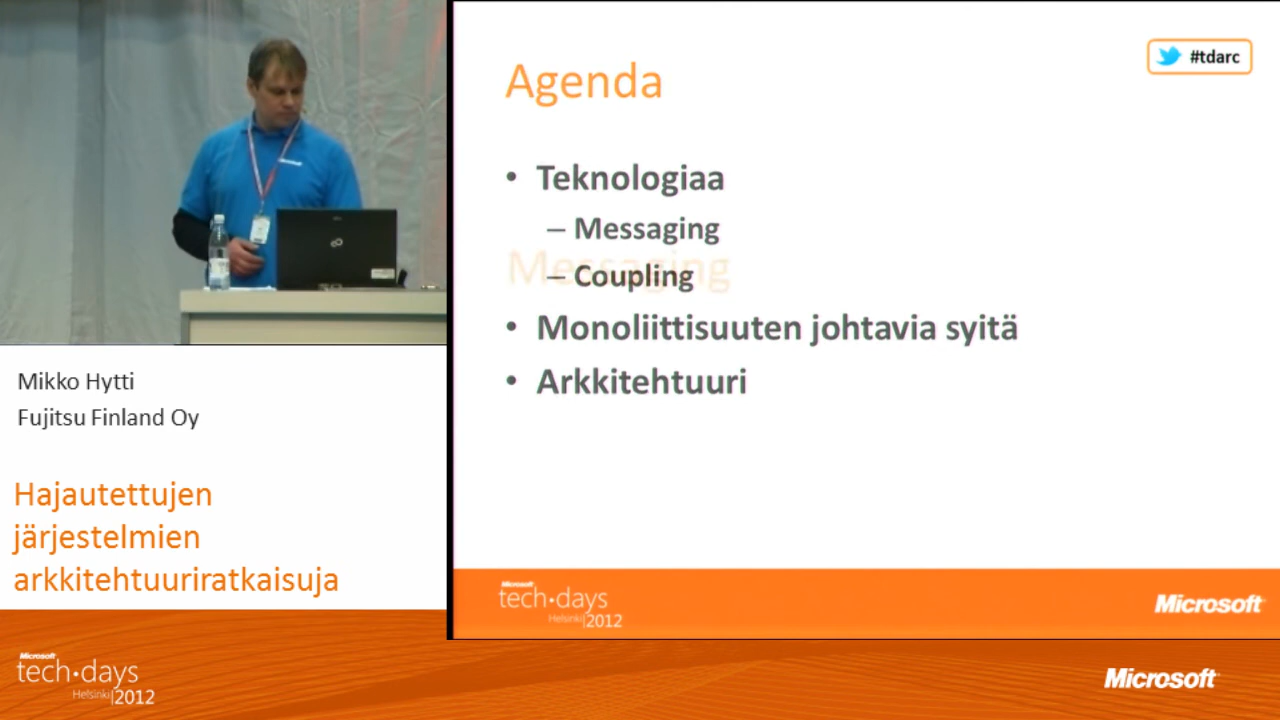 Agenda
#tdarc
• Teknologiaa
– Messaging
Messaging
– Coupling
• Monoliittisuuten johtavia syitä
• Arkkitehtuuri
Microsoft
tech•days
Helsinki|2012
Microsoft
Microsoft
Mikko Hytti
Fujitsu Finland Oy
Hajautettujen
järjestelmien
arkkitehtuuriratkaisuja
Microsoft
tech•days
Helsinki|2012
Microsoft